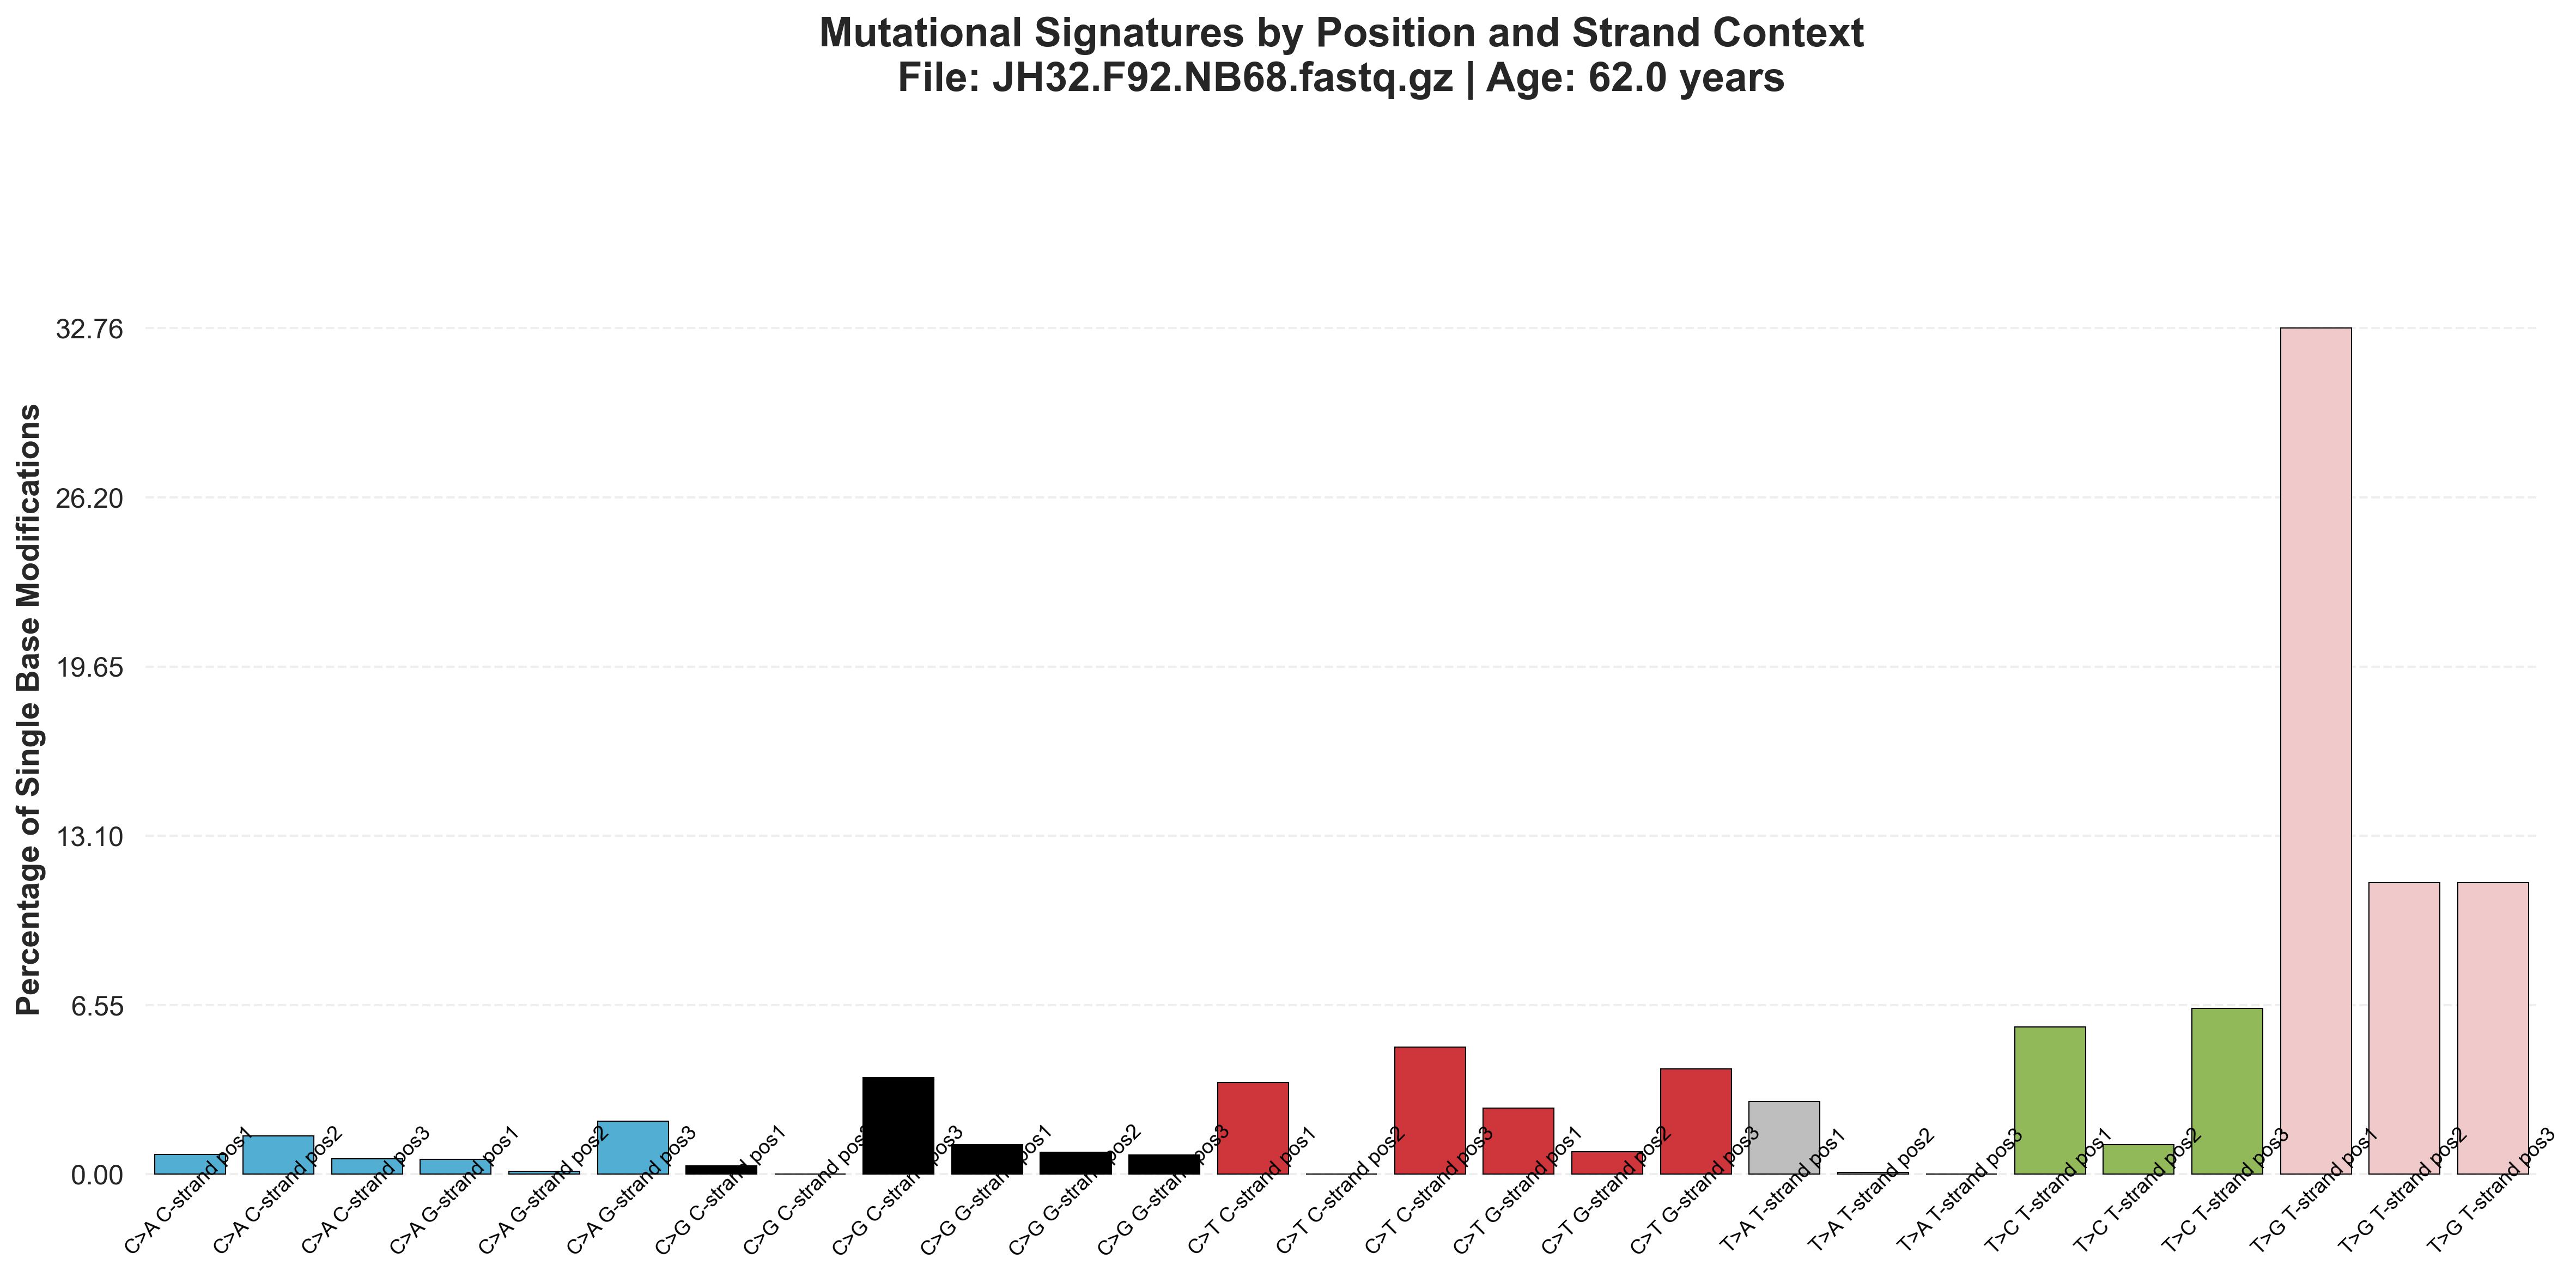 Mutational Signatures by Position and Strand Context
File: JH32.F92.NB68.fastq.gz | Age: 62.0 years
Percentage of Single Base Modifications
32.76
26.20
19.65
13.10
6.55
0.00
C>A C-strand pos1
C>A C-strand pos2
C>A C-strand pos3
C>A G-strand pos1
C>A G-strand pos2
C>A G-strand pos3
C>G C-strand pos1
C>G C-strand pos2
C>G C-strand pos3
C>G G-strand pos1
C>G G-strand pos2
C>G G-strand pos3
C>T C-strand pos1
C>T C-strand pos2
C>T C-strand pos3
C>T G-strand pos1
C>T G-strand pos2
C>T G-strand pos3
T>A T-strand pos1
T>A T-strand pos2
T>A T-strand pos3
T>C T-strand pos1
T>C T-strand pos2
T>C T-strand pos3
T>G T-strand pos1
T>G T-strand pos2
T>G T-strand pos3